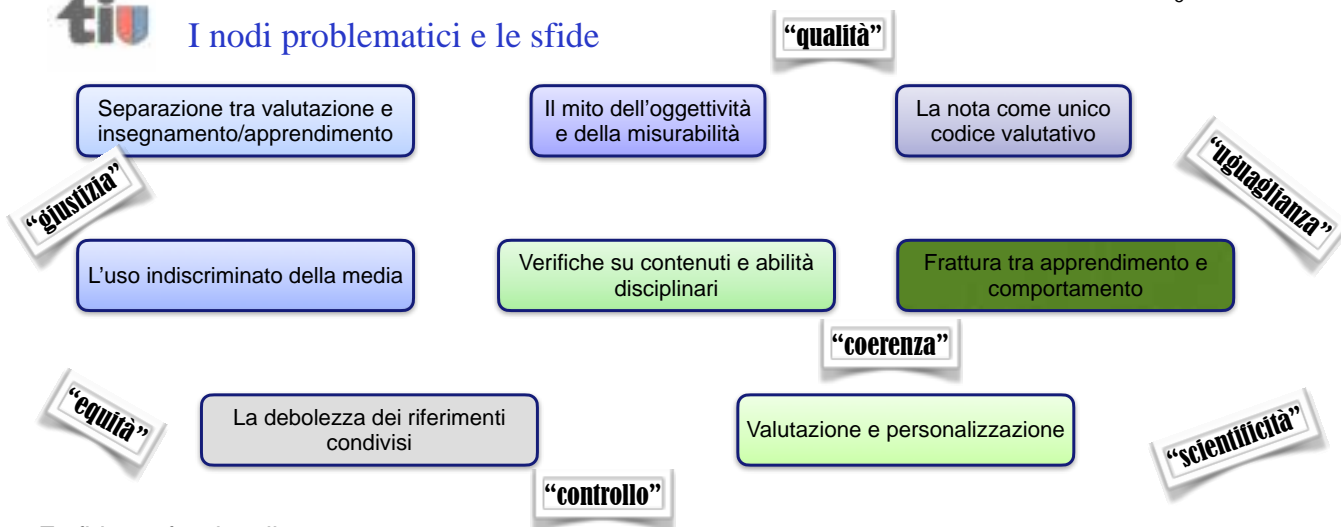 ti
I nodi problematici e le sfide
“qualità”
Separazione tra valutazione e
insegnamento/apprendimento
Il mito dell’oggettività
e della misurabilità
La nota come unico
codice valutativo
“giustizia”
“uguaglianza”
L’uso indiscriminato della media
Verifiche su contenuti e abilità
disciplinari
Frattura tra apprendimento e
comportamento
“coerenza”
“equità”
La debolezza dei riferimenti
condivisi
Valutazione e personalizzazione
“scientificità”
“controllo”